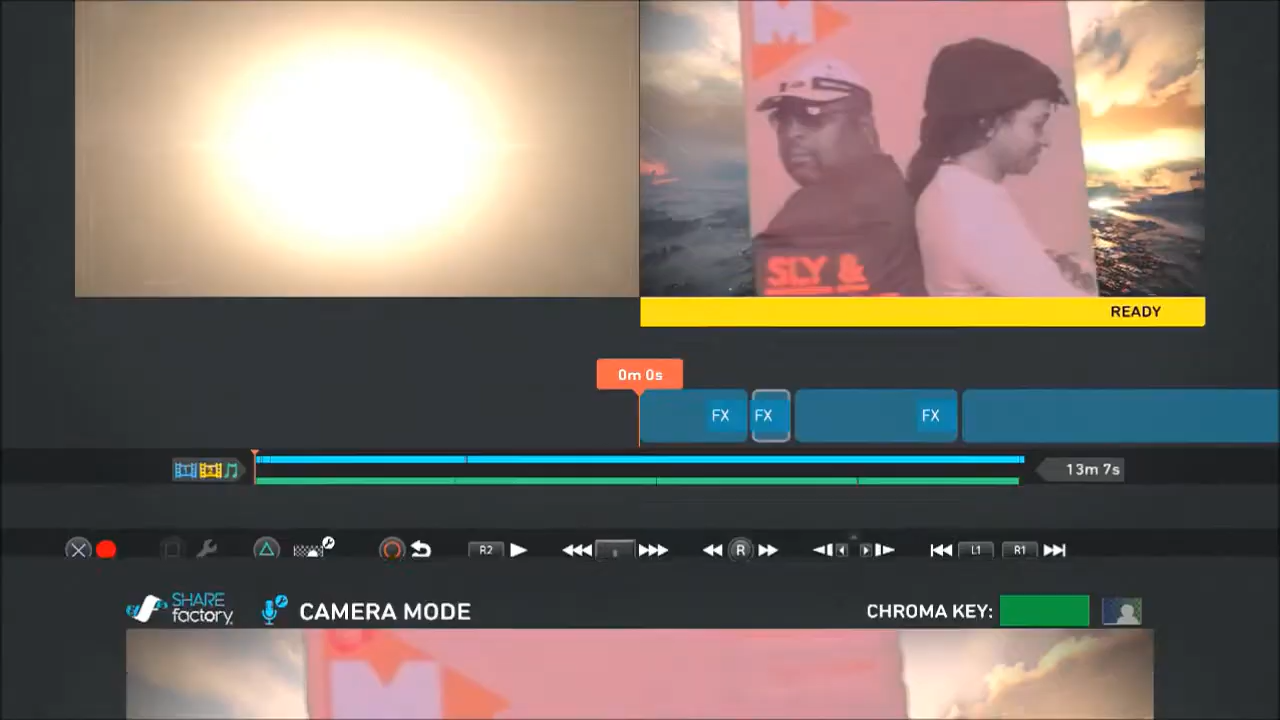 M
SLY &
READY
0m 0s
FX
FX
FX
13m 7s
R2
R
L1
R1
SHARE
factory
CAMERA MODE
CHROMA KEY:
M